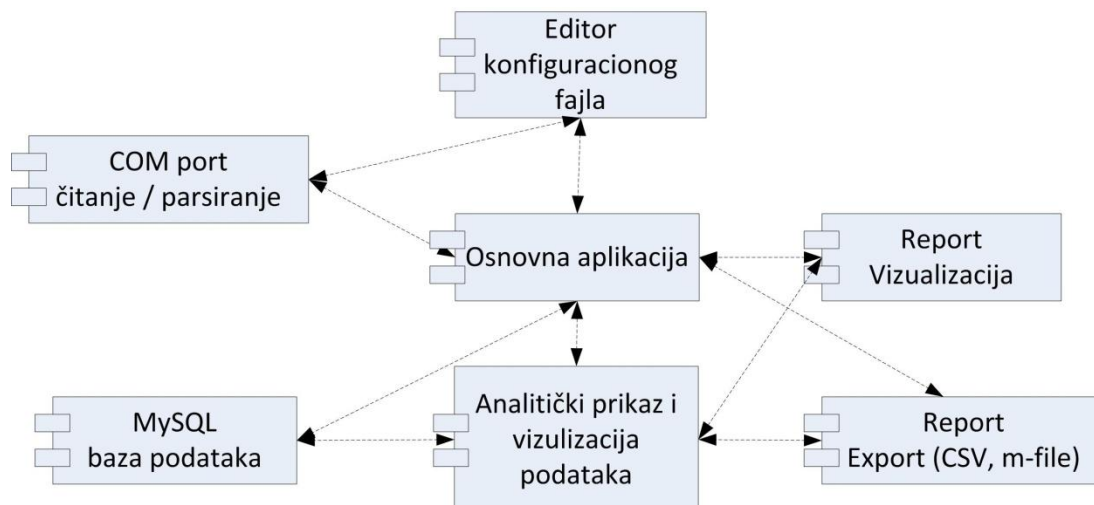 Editor
konfiguracionog
fajla
COM port
čitanje / parsiranje
Osnovna aplikacija
Report
Vizualizacija
MySQL
baza podataka
Analitički prikaz i
vizulizacija
podataka
Report
Export (CSV, m-file)